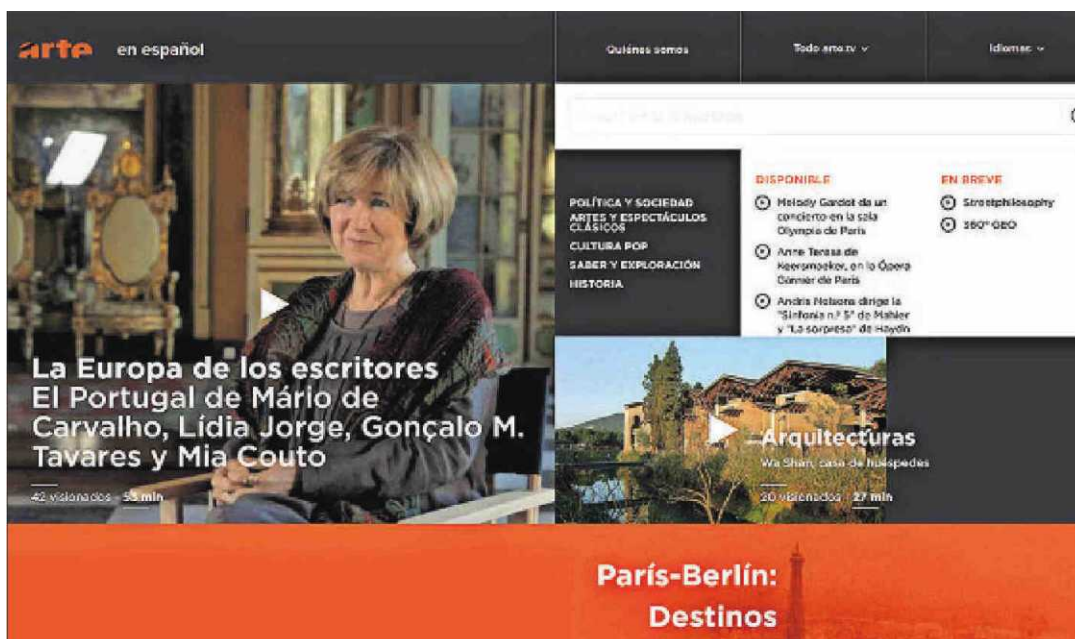 arte en español
Quiénes somos
Todo arte.tv
Idiomas
POLÍTICA Y SOCIEDAD
ARTES Y ESPECTÁCULOS
CLÁSICOS
CULTURA POP
SABER Y EXPLORACIÓN
HISTORIA
DISPONIBLE
Melody Gardot da un
concierto en la sala
Olympia de París
Anne Teresa de
Keersmaeker, en la Ópera
Garnier de París
Andris Nelsons dirige la
"Sinfonía n.º 5" de Mahler
y "La sorpresa" de Haydn
EN BREVE
Streetphilosophy
360° GEO
La Europa de los escritores
El Portugal de Mário de
Carvalho, Lídia Jorge, Gonçalo M.
Tavares y Mia Couto
42 visionados - 53 min
Arquitecturas
Wa Shan, casa de huéspedes
20 visionados - 27 min
París-Berlín:
Destinos